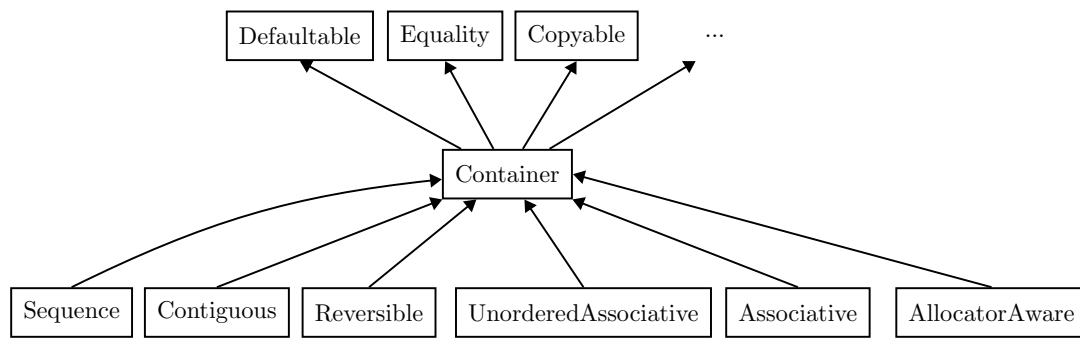 Defaultable
Equality
Copyable
...
Container
Sequence
Contiguous
Reversible
UnorderedAssociative
Associative
AllocatorAware